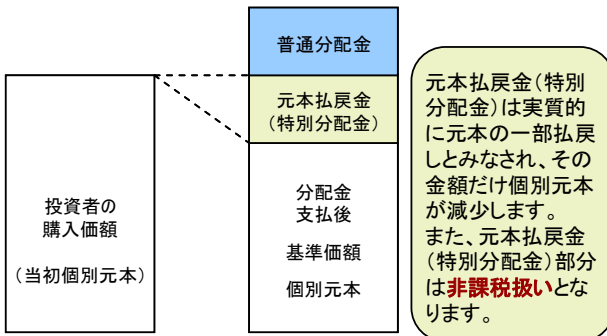 普通分配金
元本払戻金
(特別分配金)
投資者の
購入価額
(当初個別元本)
分配金
支払後
基準価額
個別元本
元本払戻金(特別
分配金)は実質的
に元本の一部払戻
しとみなされ、その
金額だけ個別元本
が減少します。
また、元本払戻金
(特別分配金)部分
は非課税扱いとな
ります。